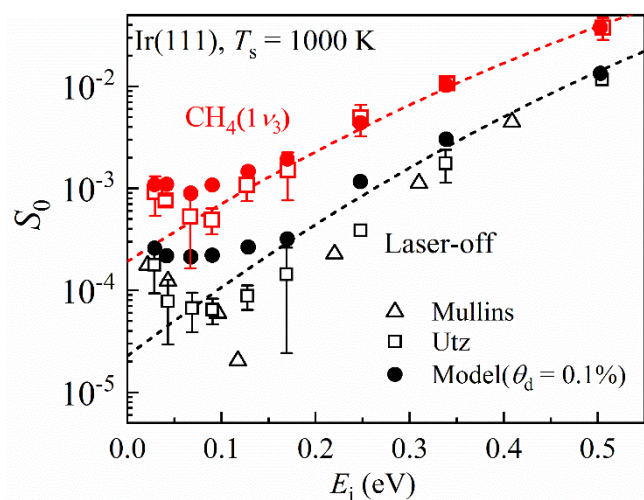 Ir(111), Tₛ = 1000 K
CH₄(1ν₃)
Laser-off
Mullins
Utz
Model(θ_d = 0.1%)
10⁻²
10⁻³
10⁻⁴
10⁻⁵
S₀
0.0 0.1 0.2 0.3 0.4 0.5
Eᵢ (eV)